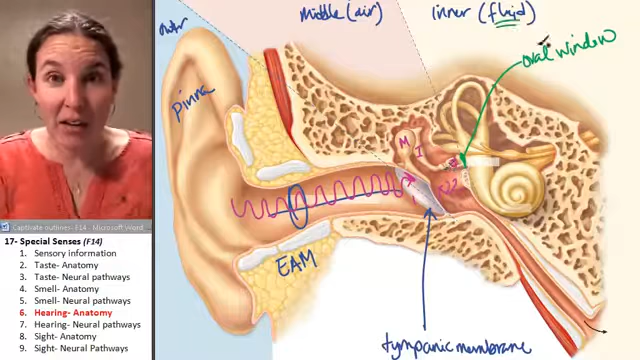 outer
middle (air)
inner (fluid)
oval window
pinna
M
I
EAM
tympanic membrane
Captivate outlines- F14 - Microsoft Word
17- Special Senses (F14)
1. Sensory information
2. Taste- Anatomy
3. Taste- Neural pathways
4. Smell- Anatomy
5. Smell- Neural pathways
6. Hearing- Anatomy
7. Hearing- Neural pathways
8. Sight- Anatomy
9. Sight- Neural Pathways